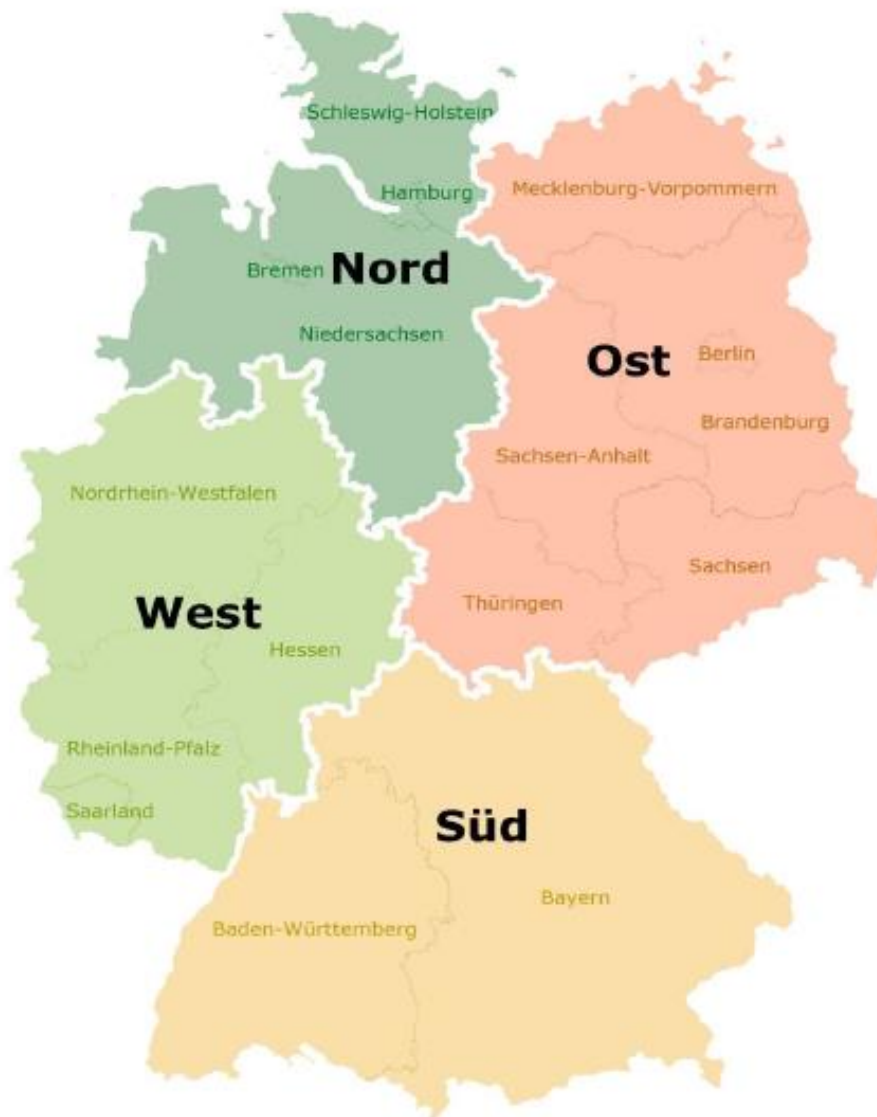 Schleswig-Holstein
Mecklenburg-Vorpommern
Hamburg
Bremen
Nord
Niedersachsen
Ost
Berlin
Brandenburg
Sachsen-Anhalt
Nordrhein-Westfalen
Sachsen
Thüringen
West
Hessen
Rheinland-Pfalz
Saarland
Süd
Bayern
Baden-Württemberg